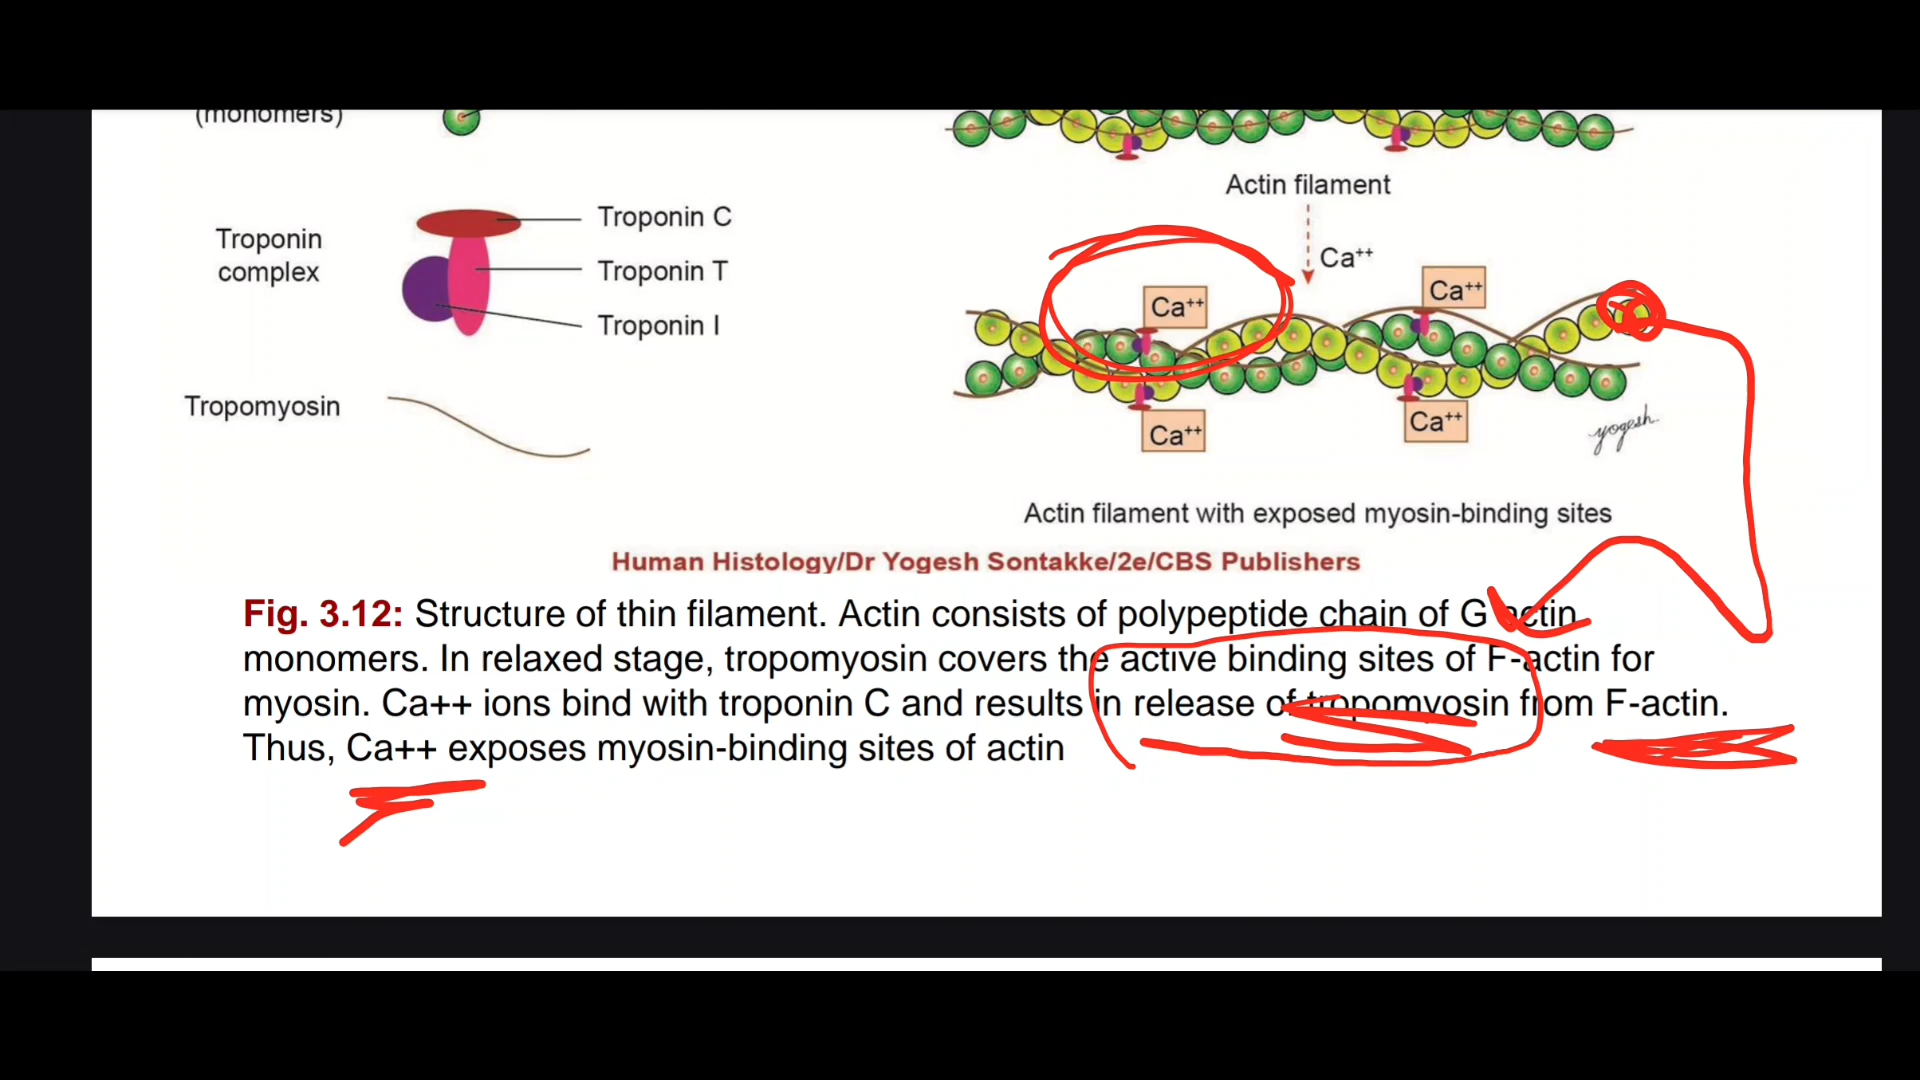 (monomers)
Actin filament
Troponin C
Troponin
complex
Ca++
Troponin T
Ca++
Ca++
Troponin I
Tropomyosin
Ca++
Ca++
yogesh
Actin filament with exposed myosin-binding sites
Human Histology/Dr Yogesh Sontakke/2e/CBS Publishers
Fig. 3.12: Structure of thin filament. Actin consists of polypeptide chain of G actin
monomers. In relaxed stage, tropomyosin covers the active binding sites of F-actin for
myosin. Ca++ ions bind with troponin C and results in release of tropomyosin from F-actin.
Thus, Ca++ exposes myosin-binding sites of actin